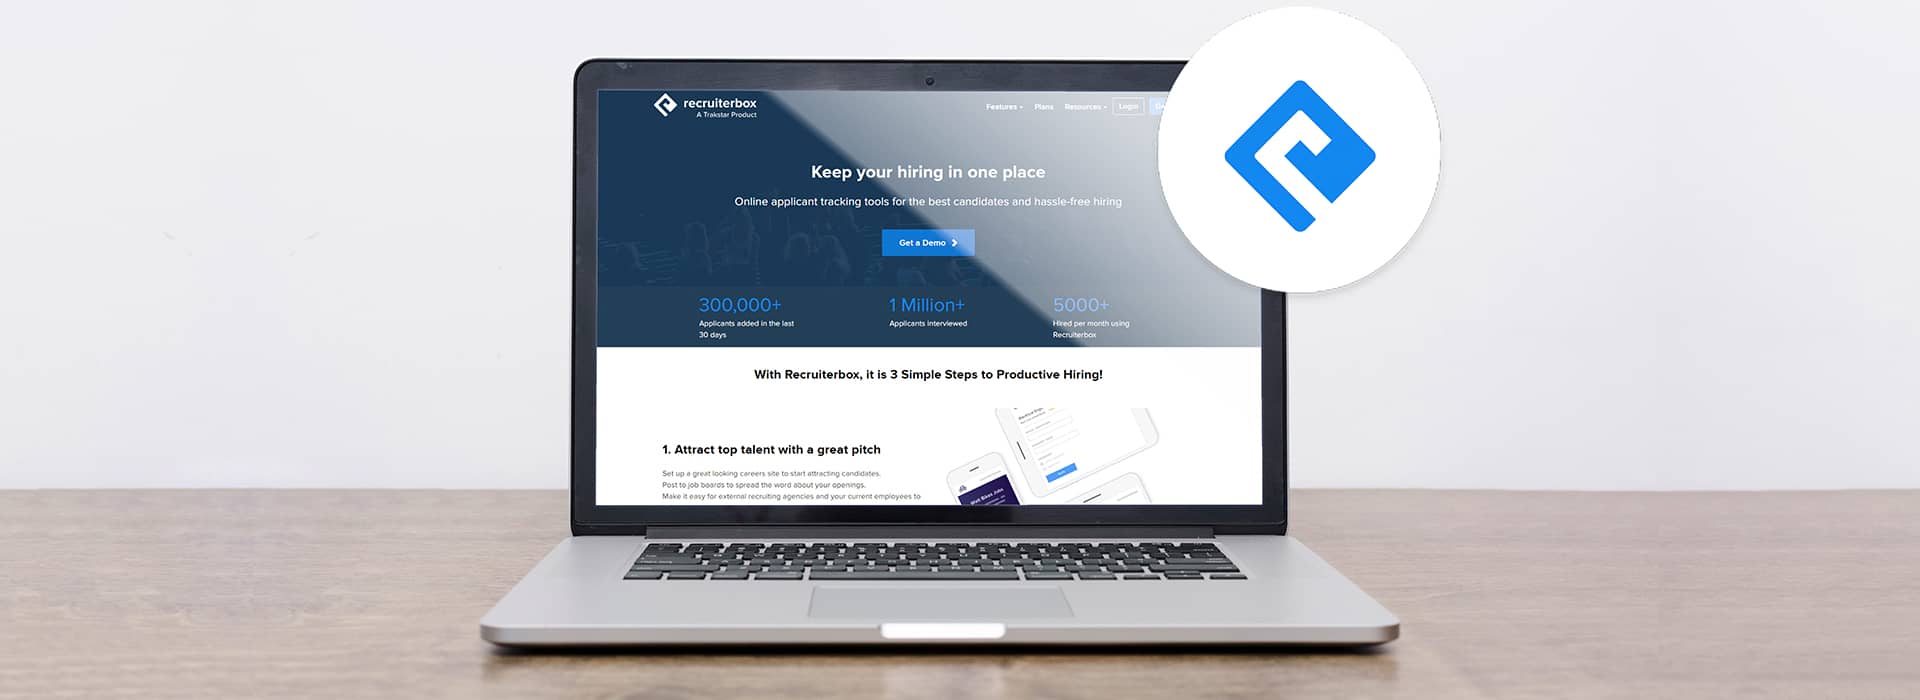 recruiterbox
A Trakstar Product
Features
Plans
Resources
Login
Keep your hiring in one place
Online applicant tracking tools for the best candidates and hassle-free hiring
Get a Demo
300,000+
Applicants added in the last
30 days
1 Million+
Applicants interviewed
5000+
Hired per month using
Recruiterbox
With Recruiterbox, it is 3 Simple Steps to Productive Hiring!
1. Attract top talent with a great pitch
Set up a great looking careers site to start attracting candidates.
Post to job boards to spread the word about your openings.
Make it easy for external recruiting agencies and your current employees to